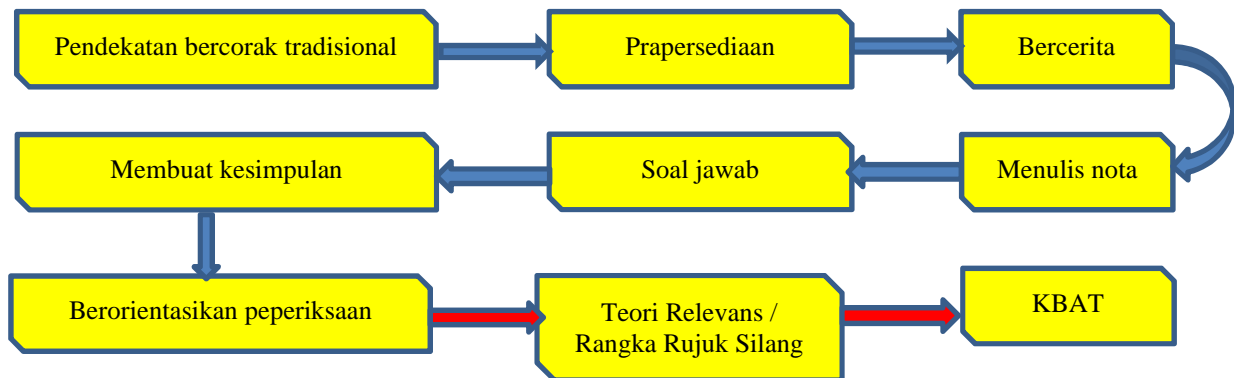 Pendekatan bercorak tradisional
Prapersediaan
Bercerita
Menulis nota
Soal jawab
Membuat kesimpulan
Berorientasikan peperiksaan
Teori Relevans /
Rangka Rujuk Silang
KBAT